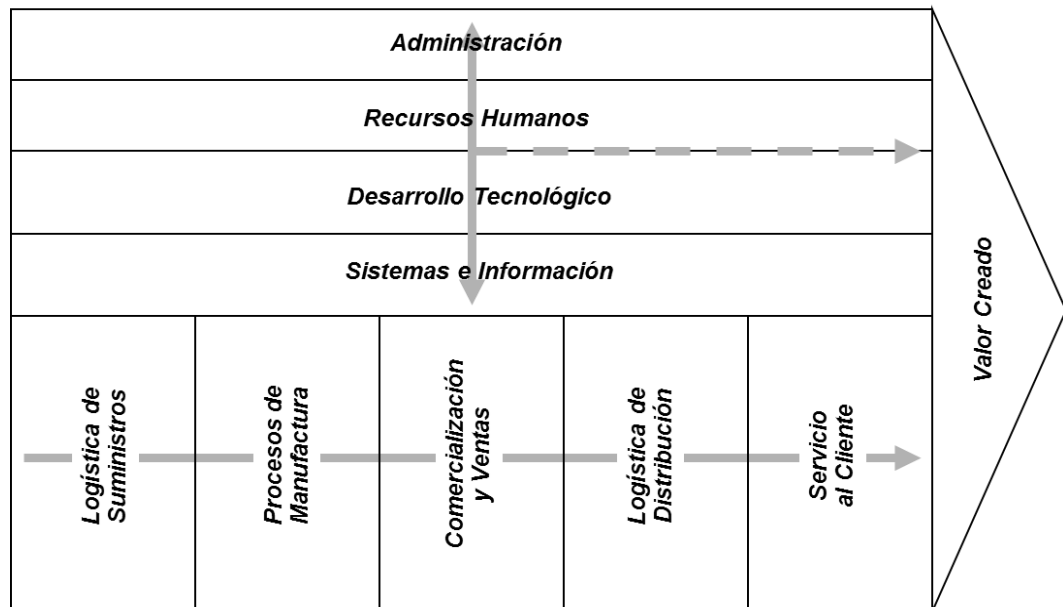 Administración
Recursos Humanos
Desarrollo Tecnológico
Sistemas e Información
Logística de
Suministros
Procesos de
Manufactura
Comercialización
y Ventas
Logística de
Distribución
Servicio
al Cliente
Valor Creado